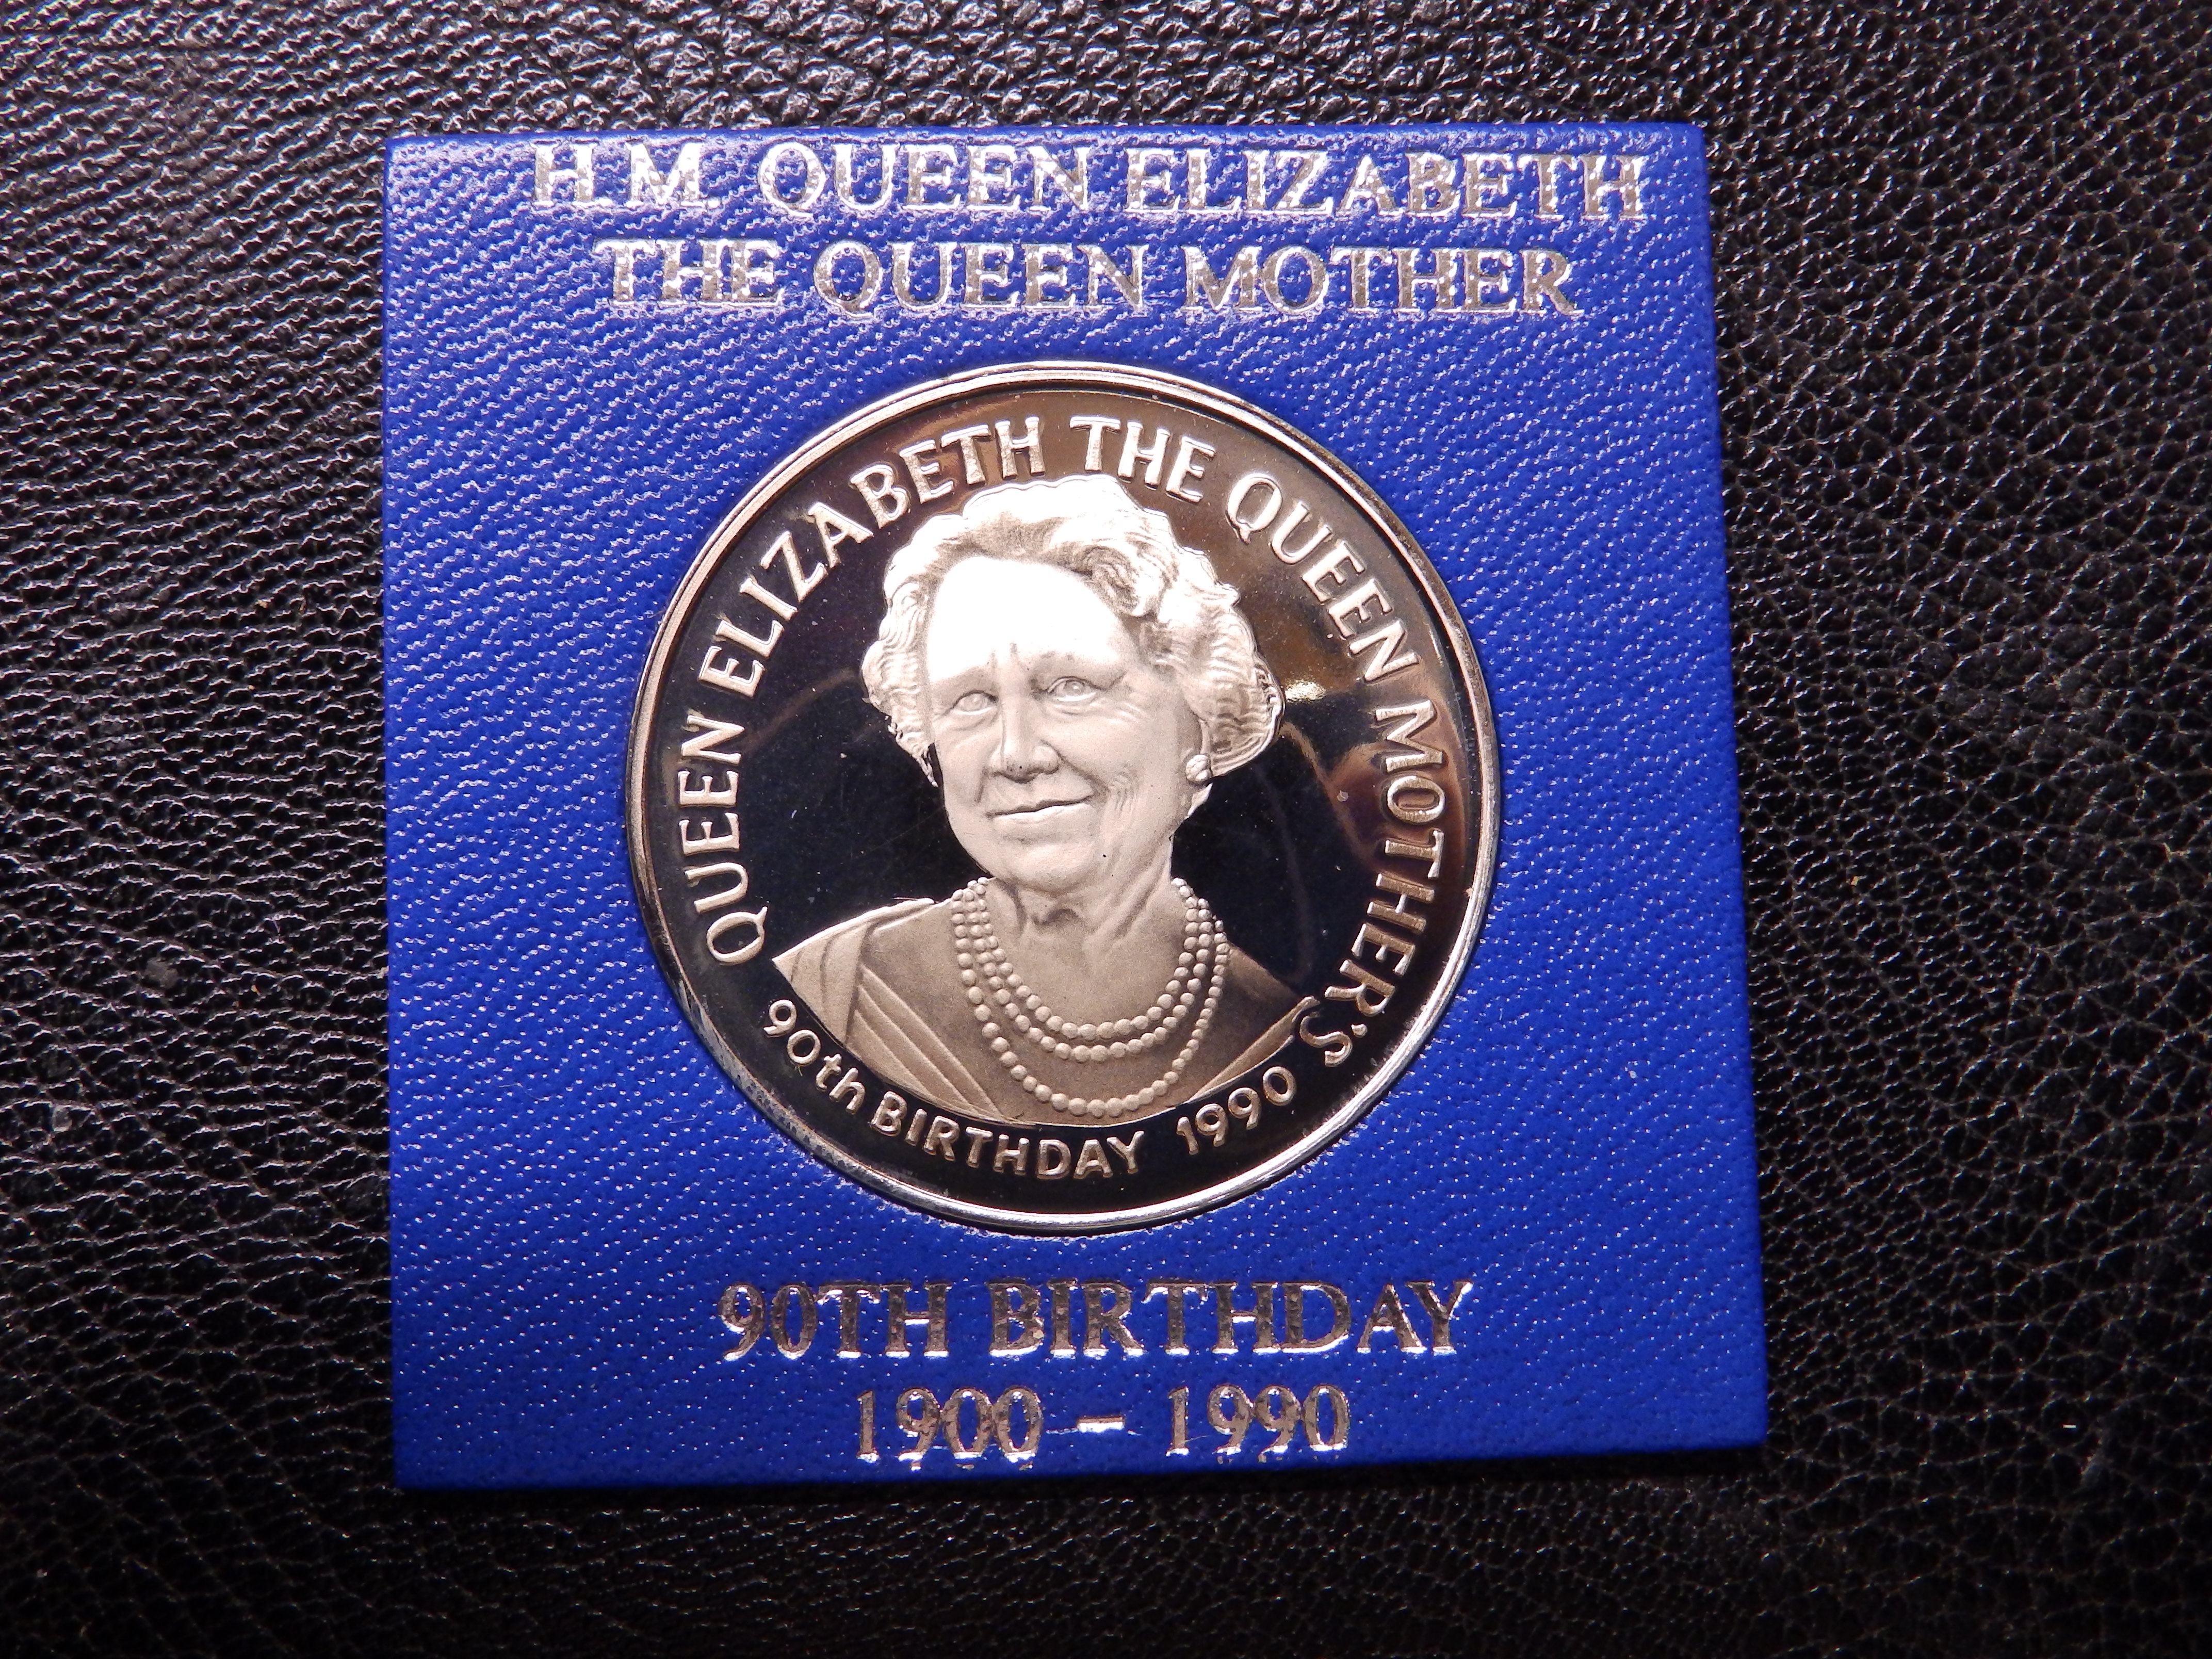 H.M. QUEEN ELIZABETH
THE QUEEN MOTHER
QUEEN ELIZABETH THE QUEEN MOTHER'S
90th BIRTHDAY 1990
90TH BIRTHDAY
1900 - 1990